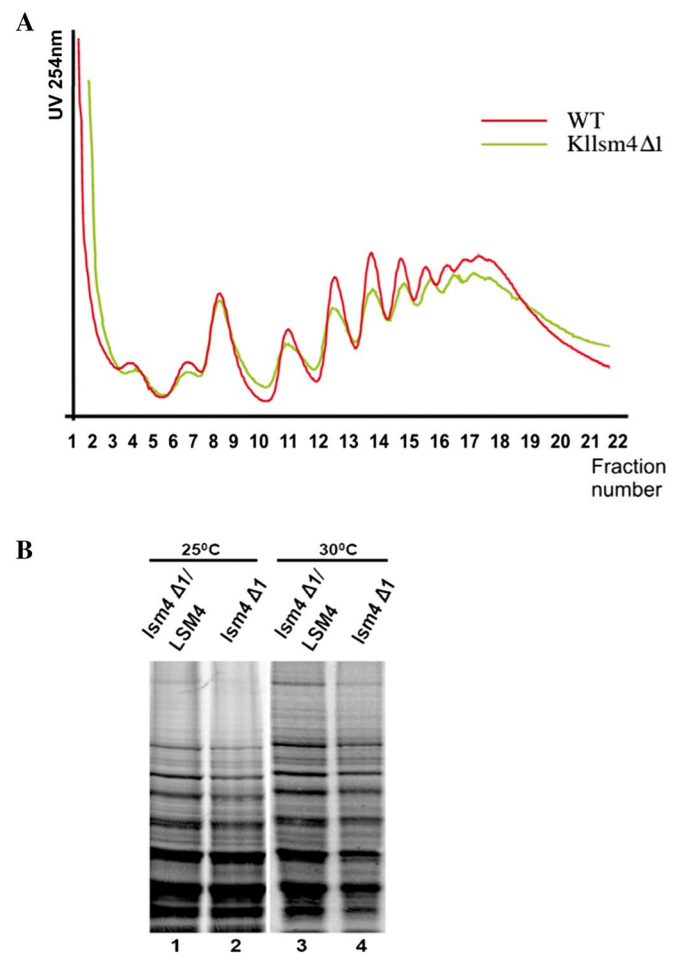 A
UV 254nm
WT
Kllsm4Δ1
1 2 3 4 5 6 7 8 9 10 11 12 13 14 15 16 17 18 19 20 21 22
Fraction
number
B
25⁰C
30⁰C
lsm4 Δ1/
LSM4
lsm4 Δ1
lsm4 Δ1/
LSM4
lsm4 Δ1
1 2 3 4